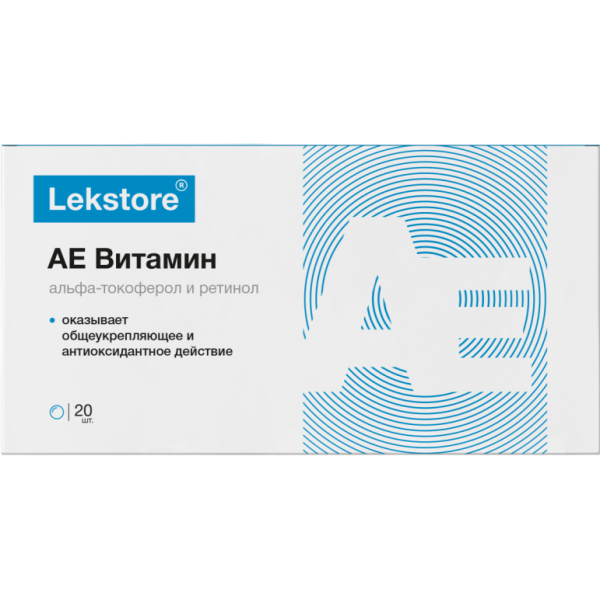 Lekstore®
АЕ Витамин
альфа-токоферол и ретинол
• оказывает
общеукрепляющее и
антиоксидантное действие
20
шт.
АЕ